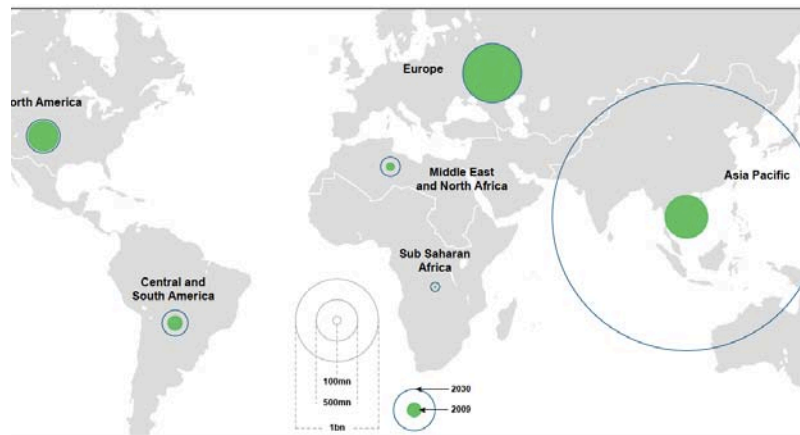 Europe
orth America
Middle East
and North Africa
Asia Pacific
Sub Saharan
Africa
Central and
South America
100mn
500mn
1bn
2030
2009